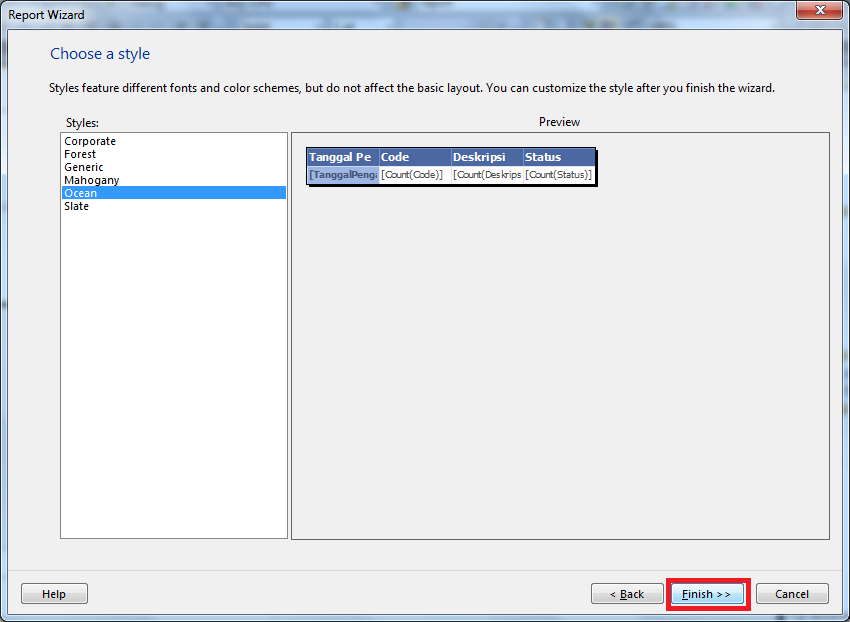 Report Wizard
Choose a style
Styles feature different fonts and color schemes, but do not affect the basic layout. You can customize the style after you finish the wizard.
Styles:
Preview
Corporate
Forest
Generic
Mahogany
Ocean
Slate
Tanggal Pe Code Deskripsi Status
[TanggalPenga [Count(Code)] [Count(Deskrips [Count(Status)]
Help
< Back
Finish >>
Cancel